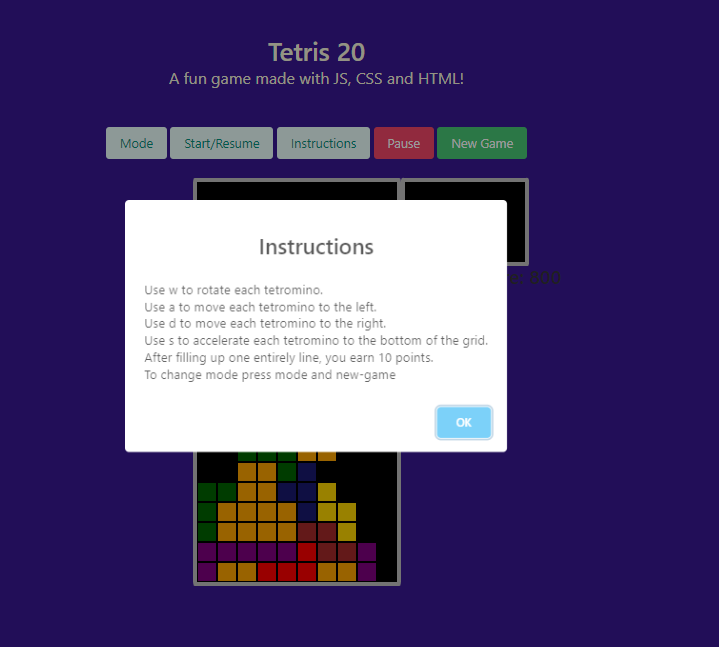 Tetris 20
A fun game made with JS, CSS and HTML!
Mode Start/Resume Instructions Pause New Game
Instructions
Use w to rotate each tetromino.
Use a to move each tetromino to the left.
Use d to move each tetromino to the right.
Use s to accelerate each tetromino to the bottom of the grid.
After filling up one entirely line, you earn 10 points.
To change mode press mode and new-game
OK